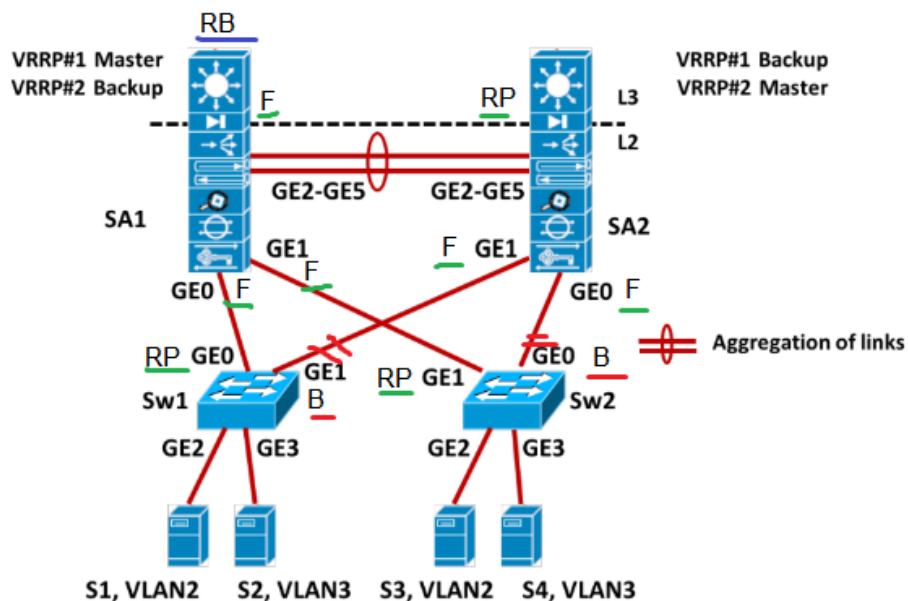 RB
VRRP#1 Master
VRRP#2 Backup
VRRP#1 Backup
VRRP#2 Master
F
RP
L3
L2
GE2-GE5
GE2-GE5
SA1
SA2
GE1
F
F
GE1
GE0
F
GE0
F
Aggregation of links
RP
GE0
GE1
B
RP
GE1
GE0
B
Sw1
Sw2
GE2
GE3
GE2
GE3
S1, VLAN2
S2, VLAN3
S3, VLAN2
S4, VLAN3